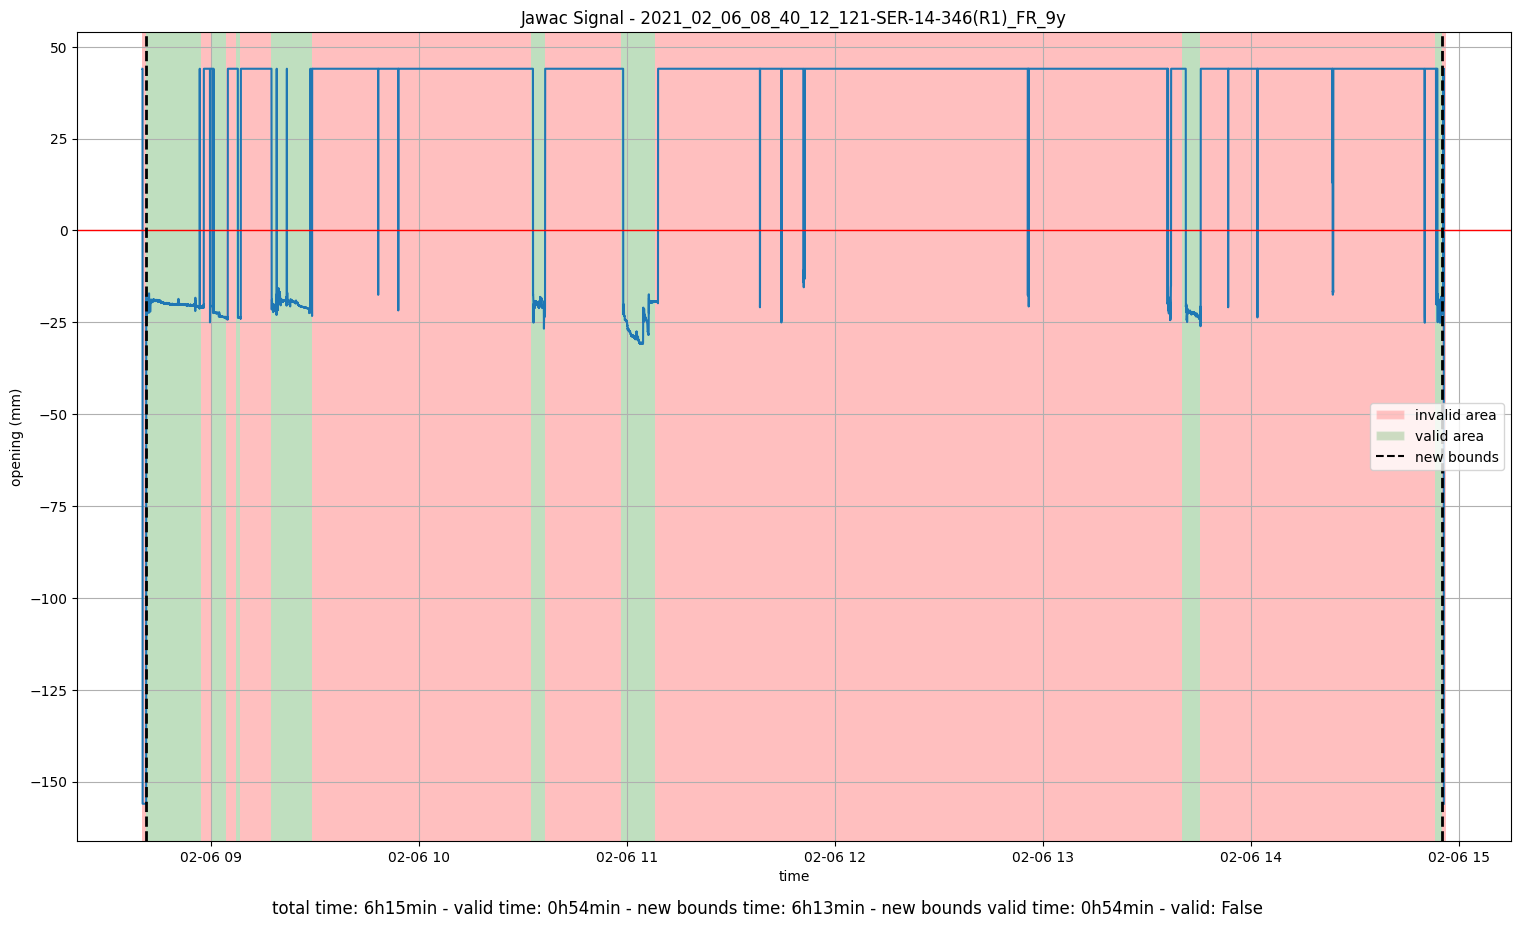 Jawac Signal - 2021_02_06_08_40_12_121-SER-14-346(R1)_FR_9y
50
25
0
−25
−50
−75
−100
−125
−150
opening (mm)
invalid area
valid area
new bounds
02-06 09
02-06 10
02-06 11
02-06 12
02-06 13
02-06 14
02-06 15
time
total time: 6h15min - valid time: 0h54min - new bounds time: 6h13min - new bounds valid time: 0h54min - valid: False